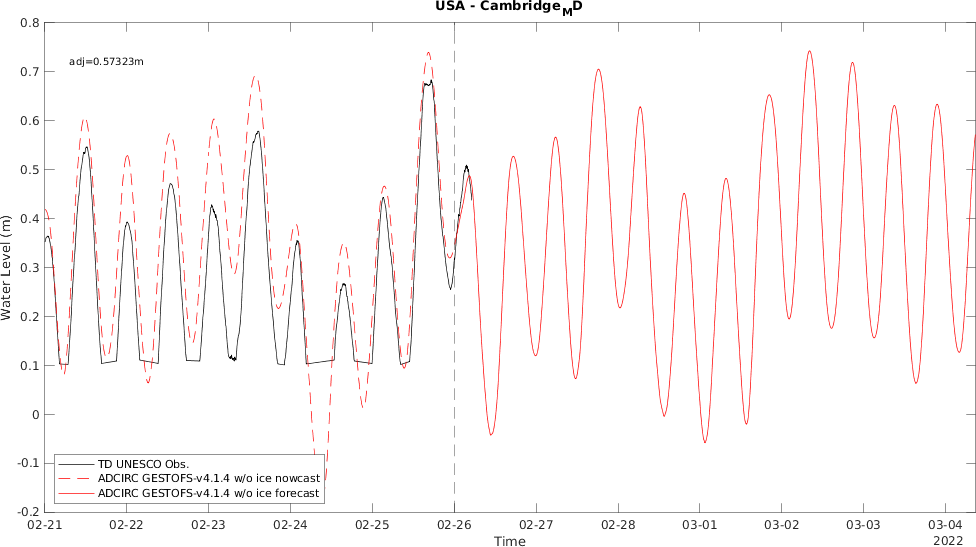 USA - Cambridge_MD
0.8
adj=0.57323m
0.7
0.6
0.5
0.4
0.3
0.2
0.1
0
-0.1
-0.2
Water Level (m)
TD UNESCO Obs.
ADCIRC GESTOFS-v4.1.4 w/o ice nowcast
ADCIRC GESTOFS-v4.1.4 w/o ice forecast
02-21 02-22 02-23 02-24 02-25 02-26 02-27 02-28 03-01 03-02 03-03 03-04
Time
2022